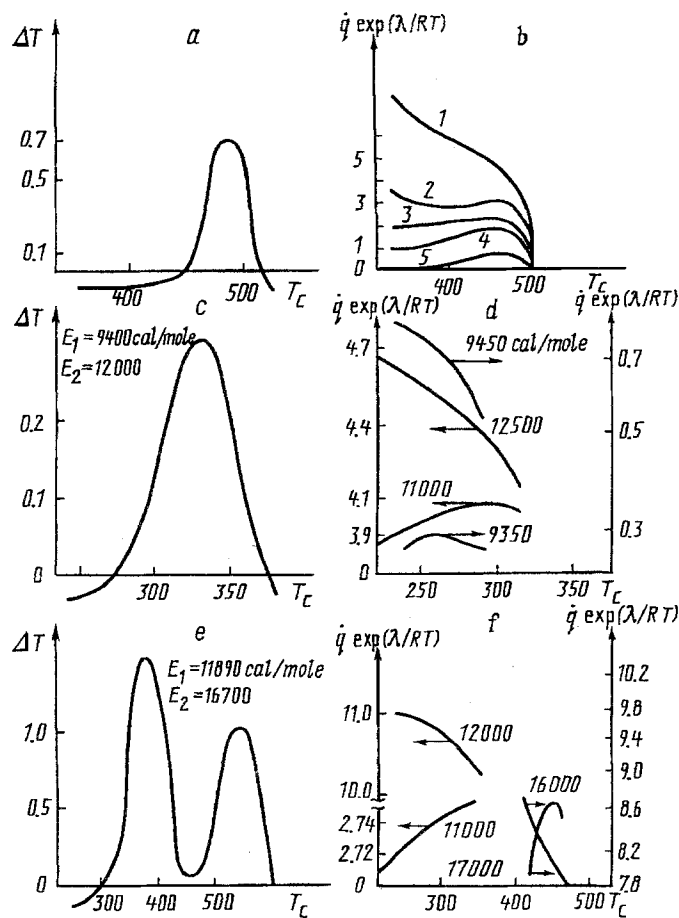 a
ΔT
0.7
0.5
0.1
400
500
T_c
b
q̇ exp(λ/RT)
5
3
1
0
1
2
3
4
5
400
500
T_c
c
ΔT
E₁ = 9400 cal/mole
E₂ = 12000
0.2
0.1
0
300
350
T_c
d
q̇ exp(λ/RT)
q̇ exp(λ/RT)
4.7
4.4
4.1
3.9
9450 cal/mole
12500
11000
9350
0.7
0.5
0.3
250
300
350
T_c
e
ΔT
E₁ = 11890 cal/mole
E₂ = 16700
1.0
0.5
0
300
400
500
T_c
f
q̇ exp(λ/RT)
q̇ exp(λ/RT)
11.0
10.0
2.74
2.72
0
12000
11000
16000
17000
10.2
9.8
9.4
9.0
8.6
8.2
7.8
300
400
500
T_c